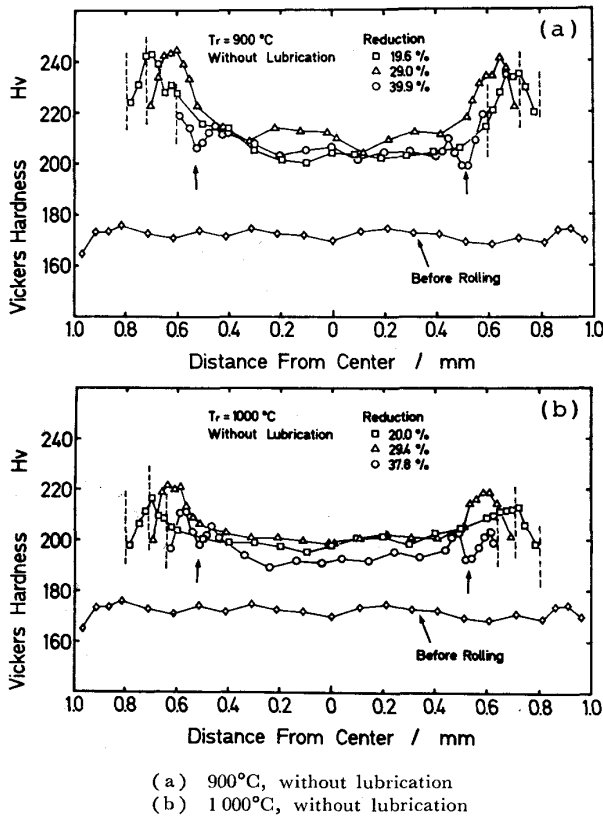 (a)
Tr = 900 °C
Without Lubrication
Reduction
□ 19.6 %
△ 29.0 %
○ 39.9 %
240
220
200
180
160
140
Vickers Hardness Hv
Before Rolling
1.0 0.8 0.6 0.4 0.2 0 0.2 0.4 0.6 0.8 1.0
Distance From Center / mm
(b)
Tr = 1000 °C
Without Lubrication
Reduction
□ 20.0 %
△ 29.4 %
○ 37.8 %
240
220
200
180
160
Vickers Hardness Hv
Before Rolling
1.0 0.8 0.6 0.4 0.2 0 0.2 0.4 0.6 0.8 1.0
Distance From Center / mm
(a) 900°C, without lubrication
(b) 1 000°C, without lubrication